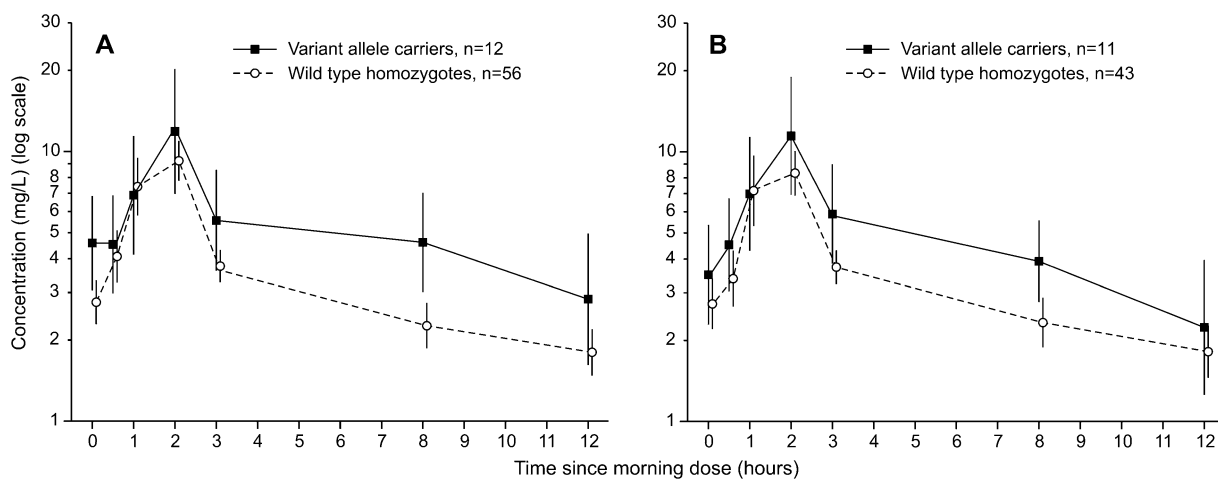 A
Variant allele carriers, n=12
Wild type homozygotes, n=56
30
20
10
8
7
6
5
4
3
2
1
0 1 2 3 4 5 6 7 8 9 10 11 12
Concentration (mg/L) (log scale)
B
Variant allele carriers, n=11
Wild type homozygotes, n=43
30
20
10
8
7
6
5
4
3
2
1
0 1 2 3 4 5 6 7 8 9 10 11 12
Time since morning dose (hours)